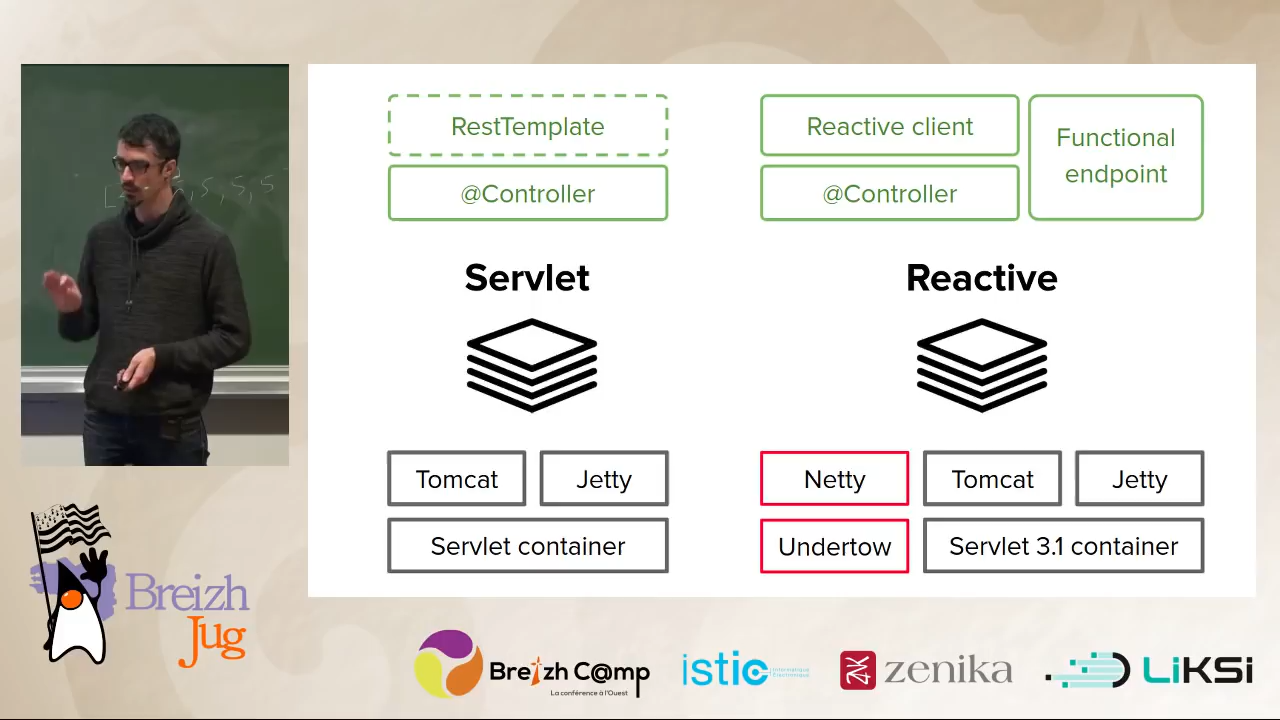 RestTemplate
@Controller
Reactive client
@Controller
Functional
endpoint
Servlet
Reactive
Tomcat
Jetty
Servlet container
Netty
Tomcat
Jetty
Undertow
Servlet 3.1 container
Breizh
Jug
Breizh C@mp
La conférence à l'Ouest
istic
zenika
LiKSi